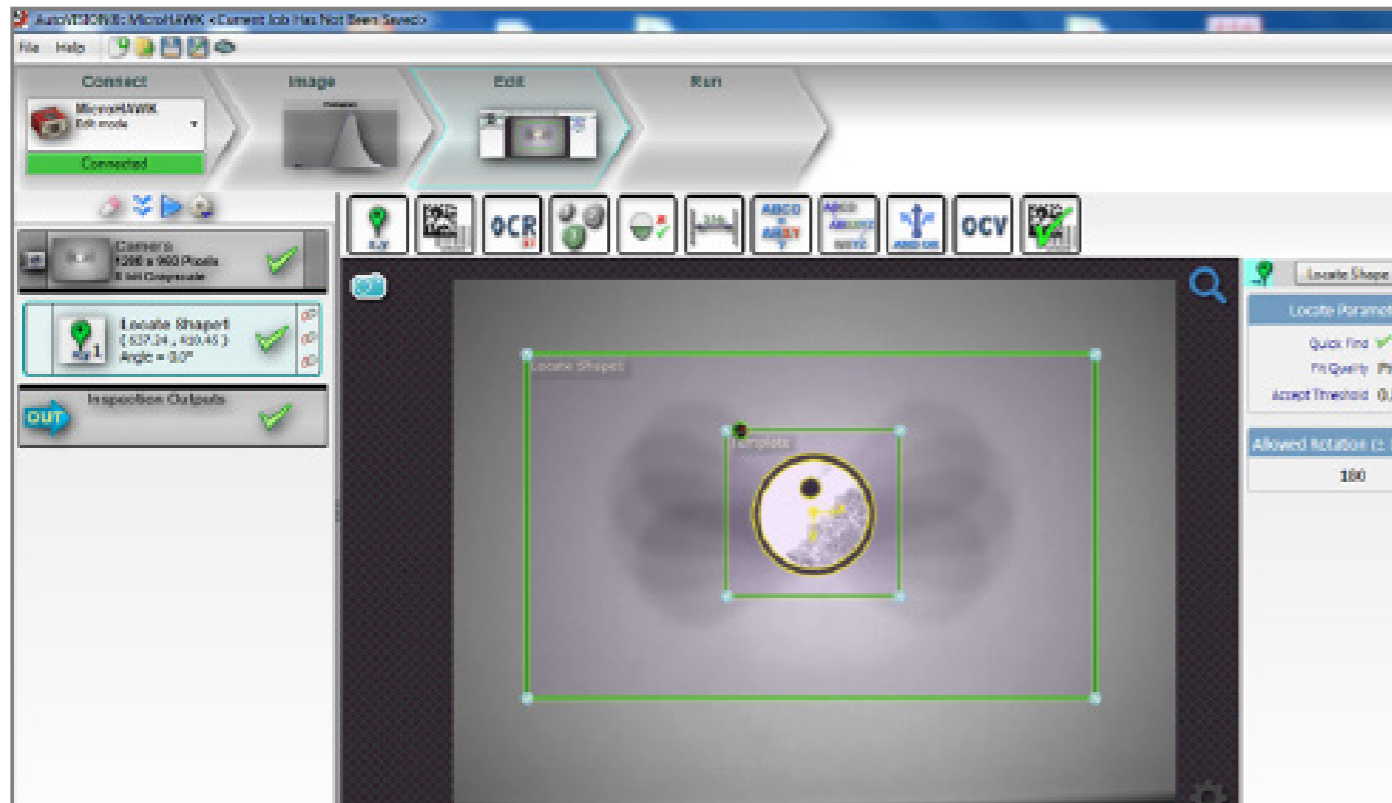 AutoVISION®: MicroHAWK <Current Job Has Not Been Saved>
File Help
Connect
Image
Edit
Run
MicroHAWK
Edit mode
Connected
OCR
OCV
AND-OR
Camera
1280 x 960 Pixels
8 bit Grayscale
Locate Shape1
Angle = 0.0°
OUT
Inspection Outputs
Locate Shape1
Template
Locate Shape
Locate Paramet
Quick Find
Fit Quality
Accept Threshold
Allowed Rotation (±
180